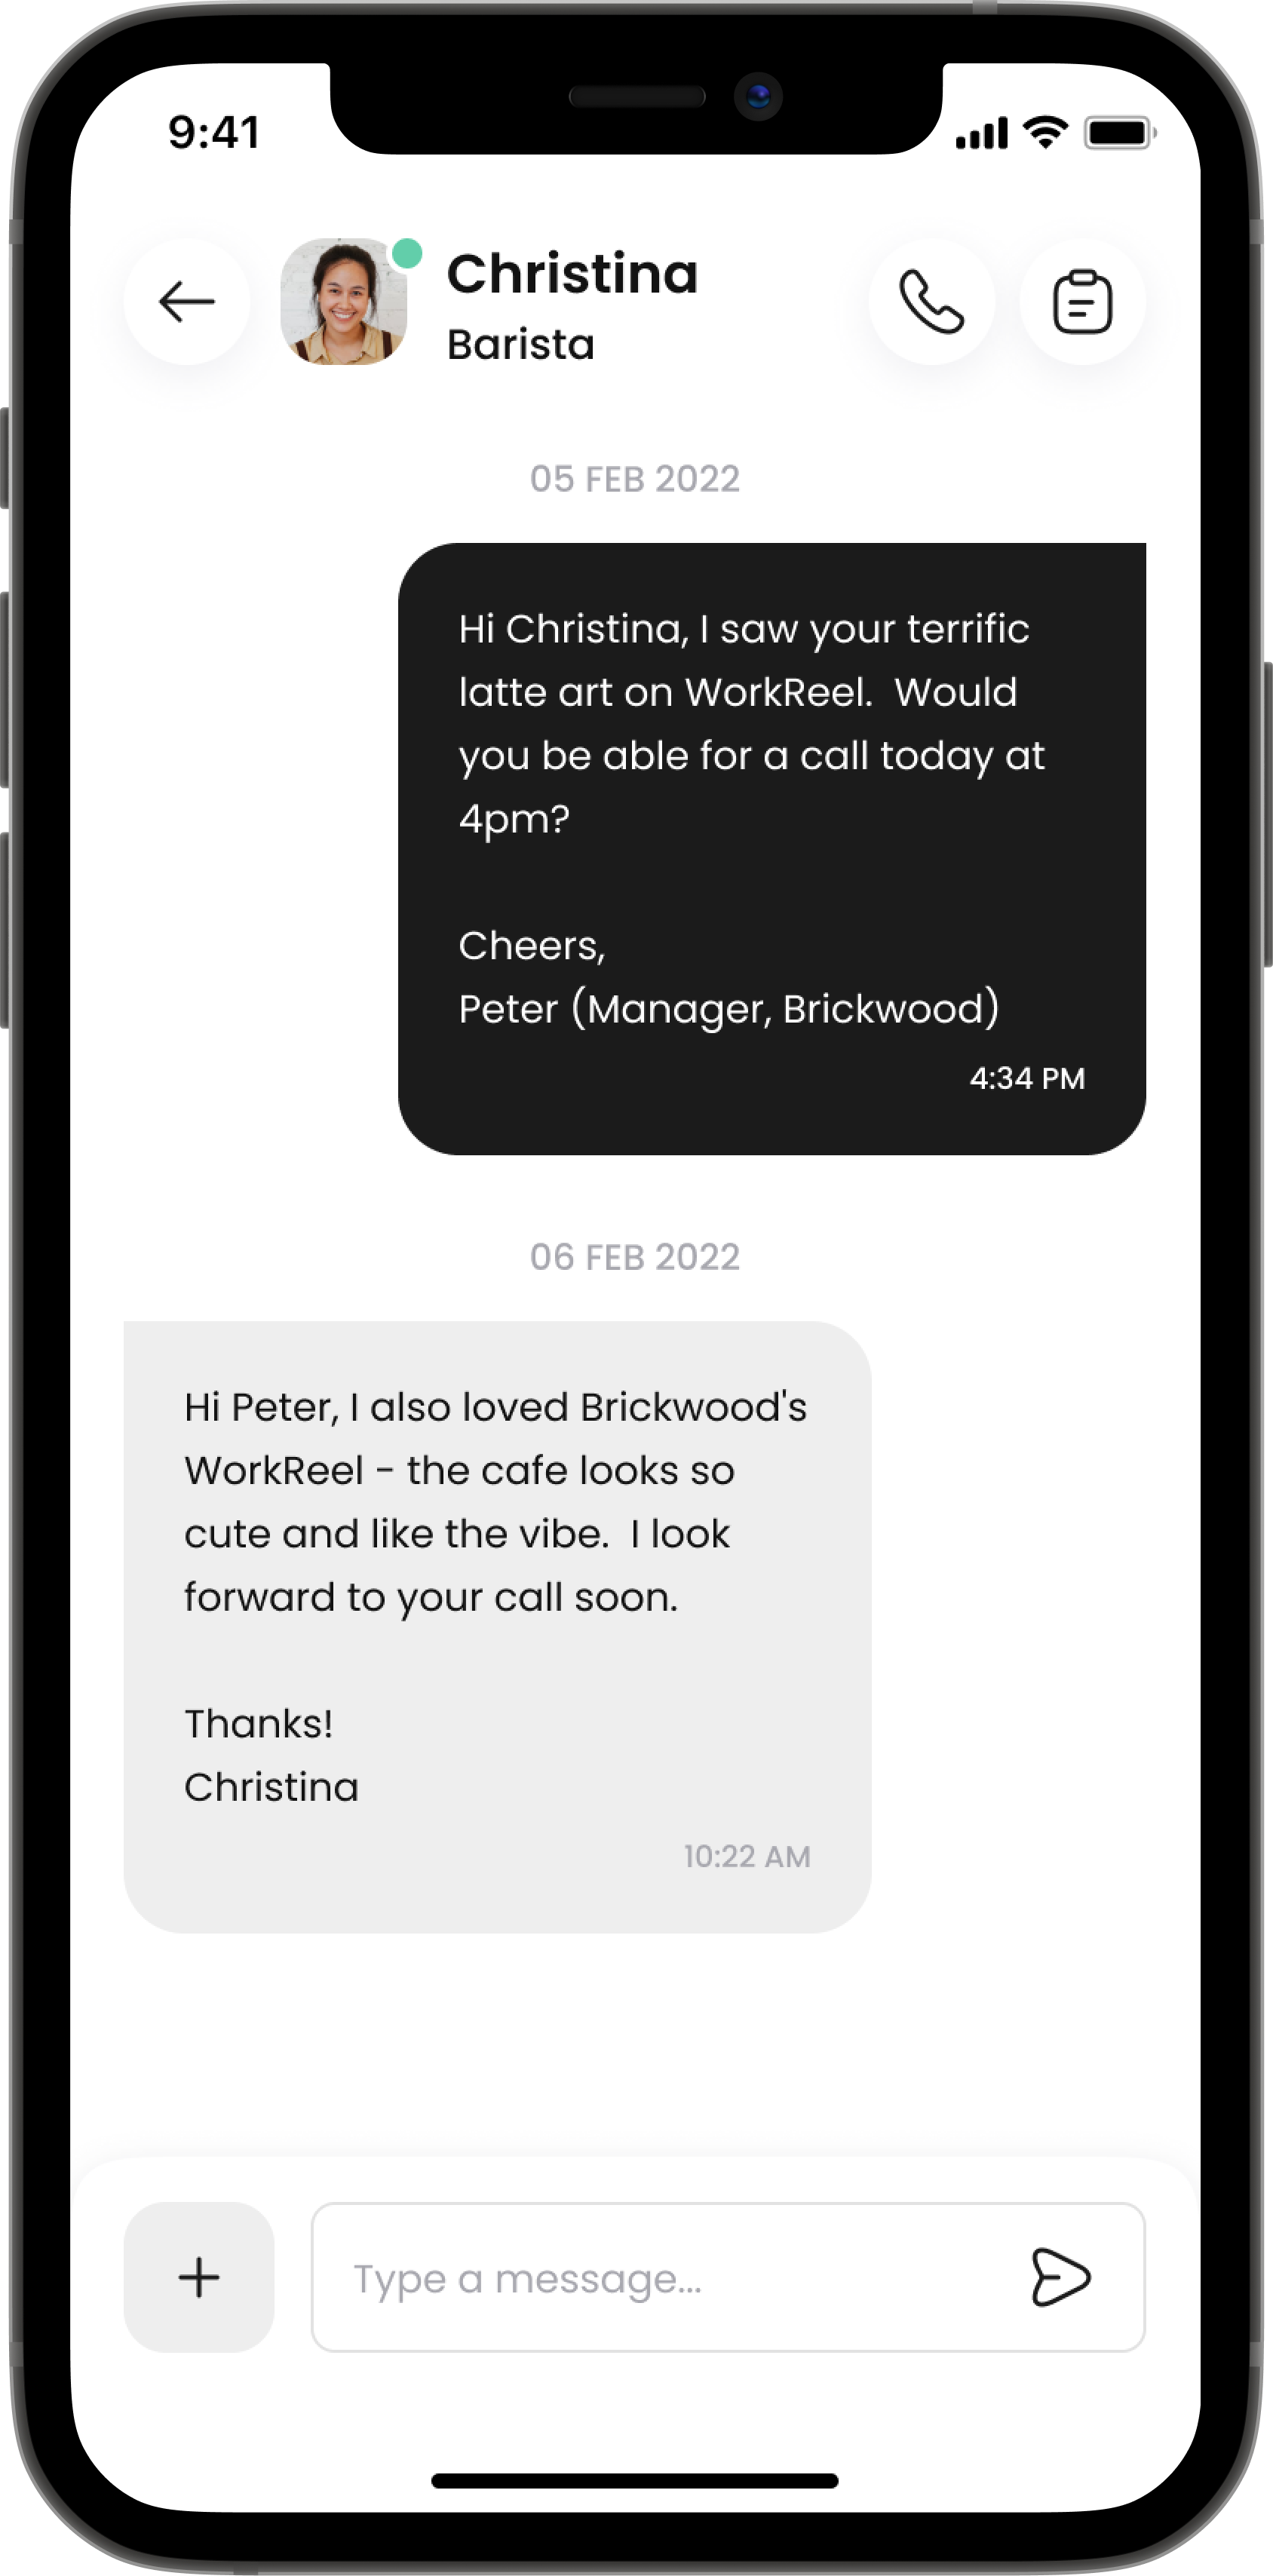 9:41
Christina
Barista
05 FEB 2022
Hi Christina, I saw your terrific
latte art on WorkReel.  Would
you be able for a call today at
4pm?
Cheers,
Peter (Manager, Brickwood)
4:34 PM
06 FEB 2022
Hi Peter, I also loved Brickwood's
WorkReel - the cafe looks so
cute and like the vibe.  I look
forward to your call soon.
Thanks!
Christina
10:22 AM
Type a message...